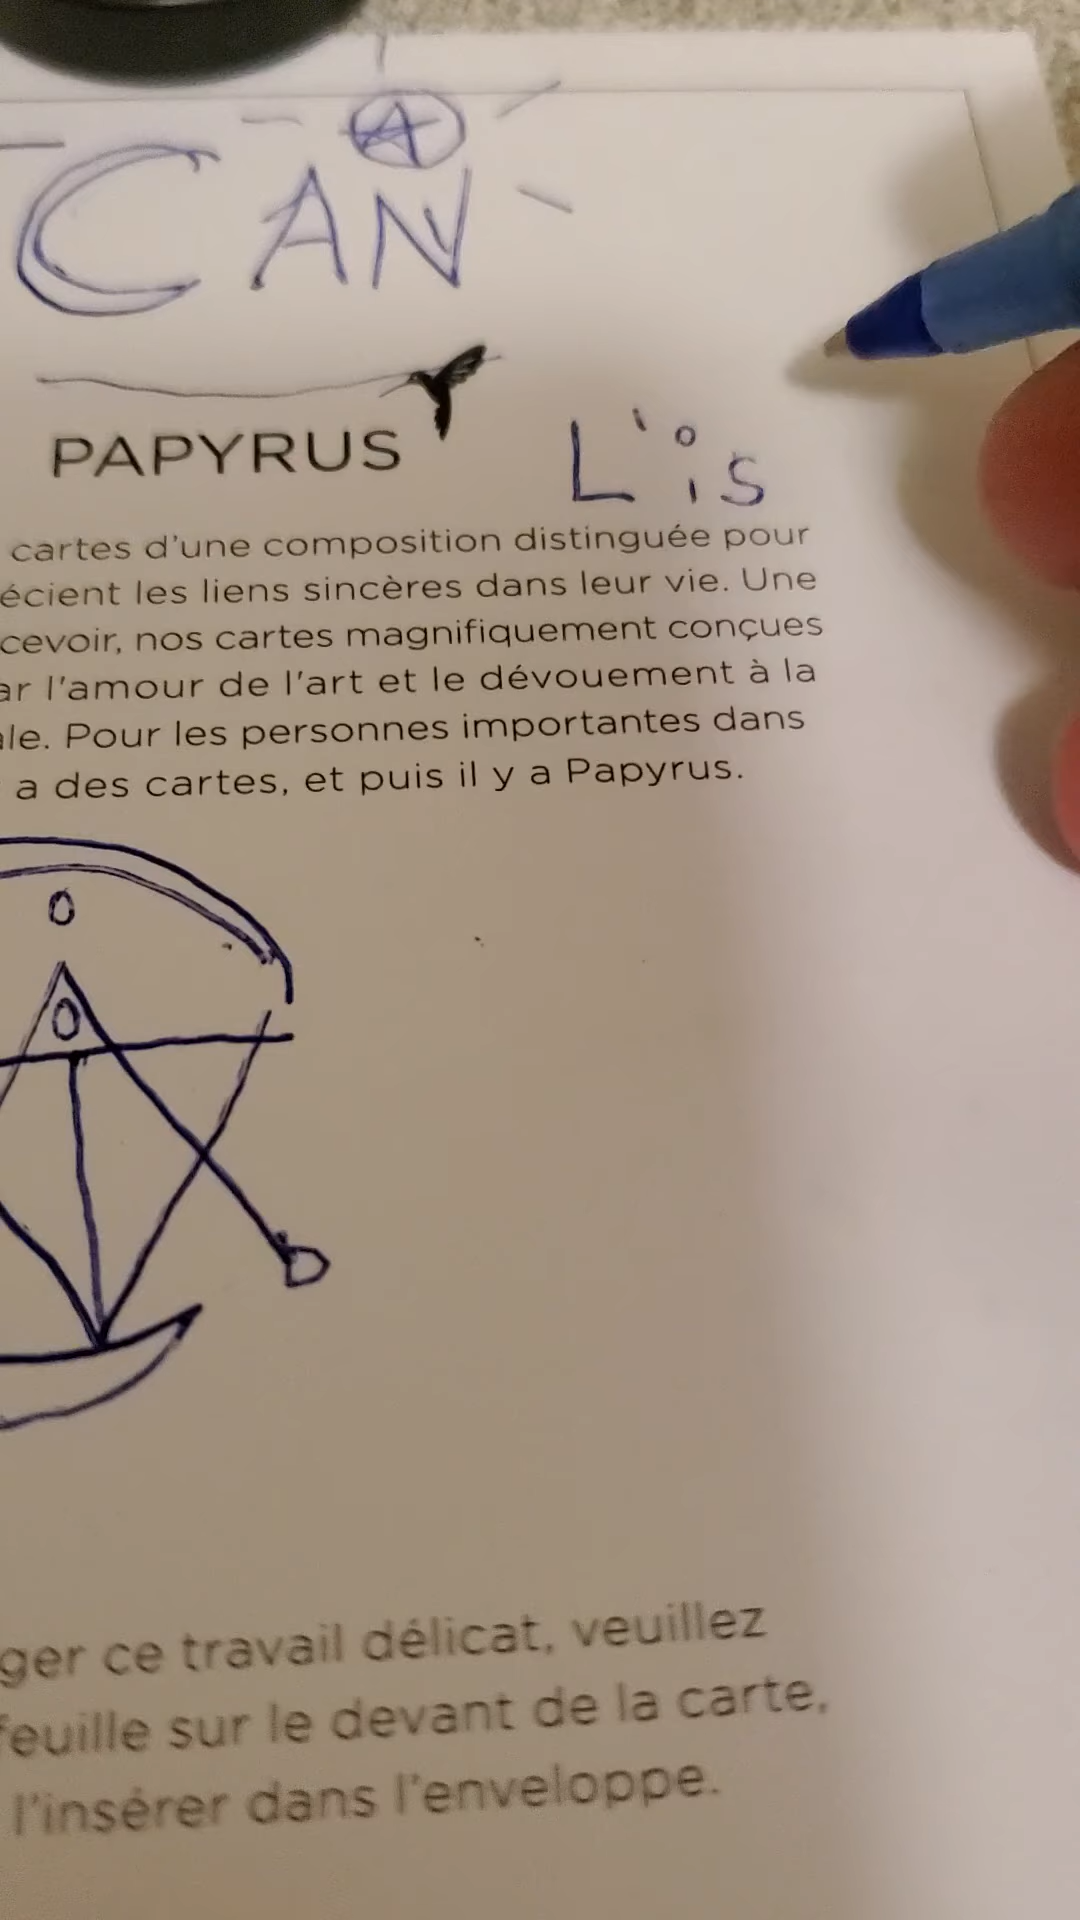 A
CAN
PAPYRUS
L'is
cartes d'une composition distinguée pour
écient les liens sincères dans leur vie. Une
cevoir, nos cartes magnifiquement conçues
ar l'amour de l'art et le dévouement à la
ale. Pour les personnes importantes dans
a des cartes, et puis il y a Papyrus.
O
O
D
ger ce travail délicat, veuillez
feuille sur le devant de la carte,
l'insérer dans l'enveloppe.